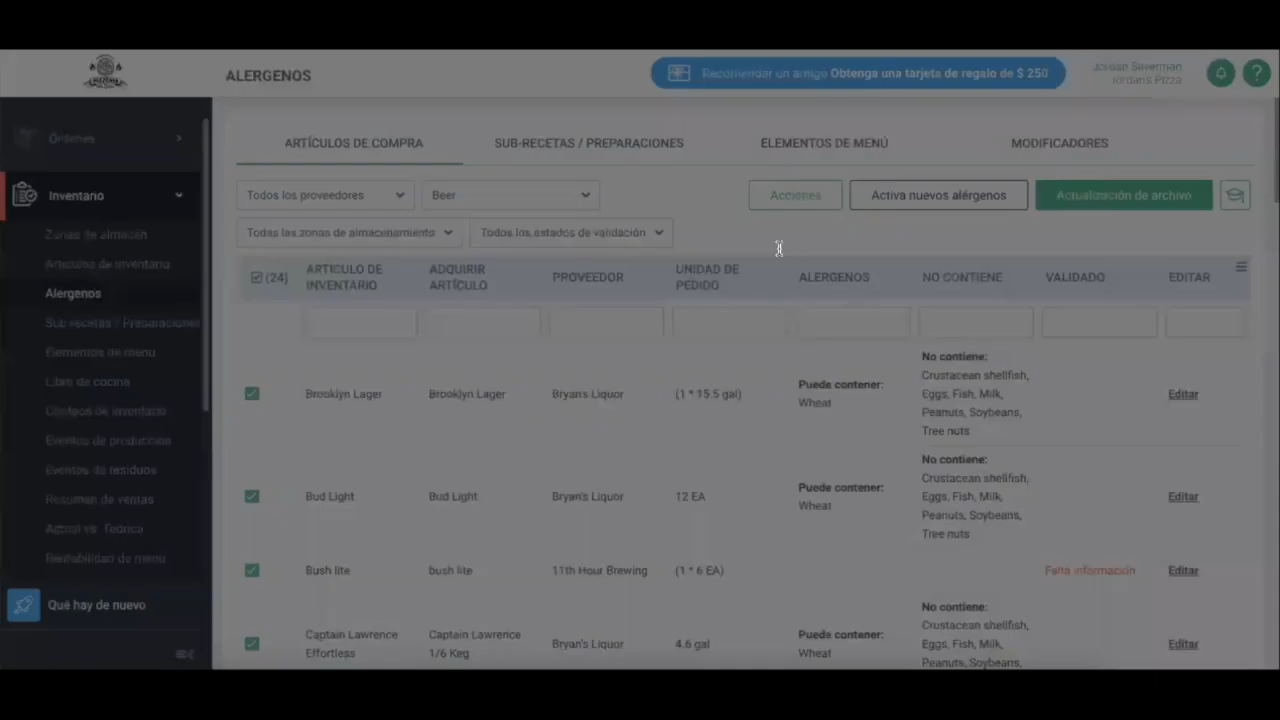 ALERGENOS
Recomendar un amigo Obtenga una tarjeta de regalo de $ 250
Jordan Silverman
Jordan's Pizza
?
Órdenes
Inventario
Zonas de almacén
Artículos de inventario
Alergenos
Sub-recetas / Preparaciones
Elementos de menú
Libro de cocina
Conteos de inventario
Eventos de producción
Eventos de residuos
Resumen de ventas
Actual vs. Teórica
Rentabilidad de menú
Qué hay de nuevo
ARTÍCULOS DE COMPRA SUB-RECETAS / PREPARACIONES ELEMENTOS DE MENÚ MODIFICADORES
Todos los proveedores Beer Acciones Activa nuevos alérgenos Actualización de archivo
Todas las zonas de almacenamiento Todos los estados de validación
(24) ARTICULO DE INVENTARIO ADQUIRIR ARTÍCULO PROVEEDOR UNIDAD DE PEDIDO ALERGENOS NO CONTIENE VALIDADO EDITAR
Brooklyn Lager Brooklyn Lager Bryan's Liquor (1 * 15.5 gal)
Puede contener:
Wheat
No contiene:
Crustacean shellfish,
Eggs, Fish, Milk,
Peanuts, Soybeans,
Tree nuts
Editar
Bud Light Bud Light Bryan's Liquor 12 EA
Puede contener:
Wheat
No contiene:
Crustacean shellfish,
Eggs, Fish, Milk,
Peanuts, Soybeans,
Tree nuts
Editar
Bush lite bush lite 11th Hour Brewing (1 * 6 EA) Falta información Editar
Captain Lawrence
Effortless
Captain Lawrence
1/6 Keg
Bryan's Liquor 4.6 gal
Puede contener:
Wheat
No contiene:
Crustacean shellfish,
Eggs, Fish, Milk,
Peanuts, Soybeans,
Editar